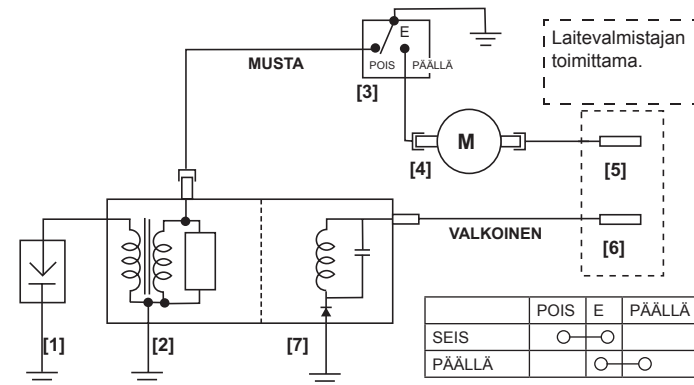 E
Laitevalmistajan
toimittama.
MUSTA
POIS
PÄÄLLÄ
[3]
M
[4]
[5]
VALKOINEN
[6]
[1]
[2]
[7]
POIS E PÄÄLLÄ
SEIS
PÄÄLLÄ